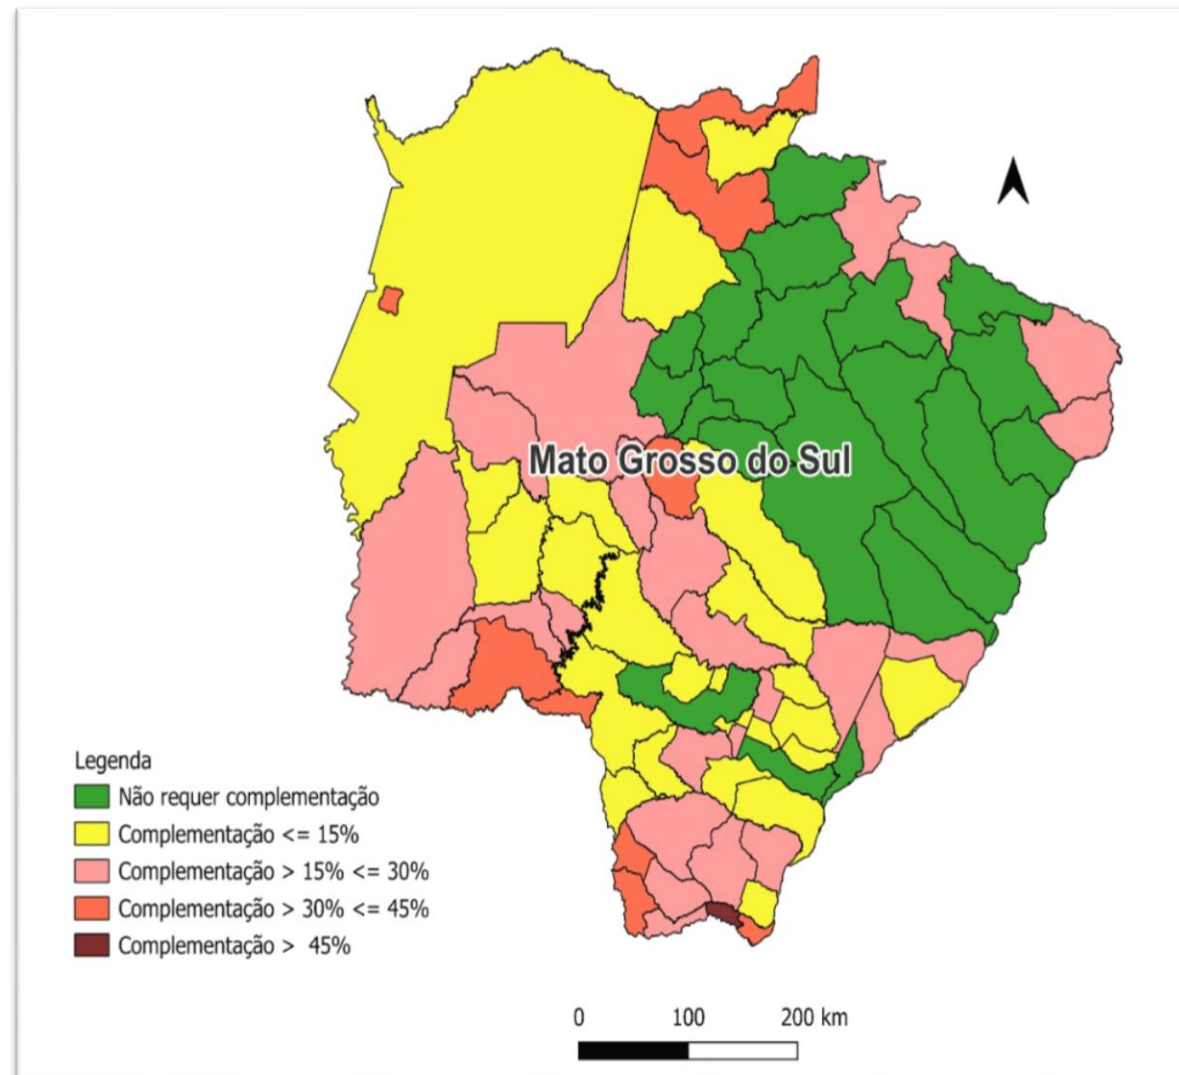 Mato Grosso do Sul
Legenda
Não requer complementação
Complementação <= 15%
Complementação > 15% <= 30%
Complementação > 30% <= 45%
Complementação > 45%
0 100 200 km